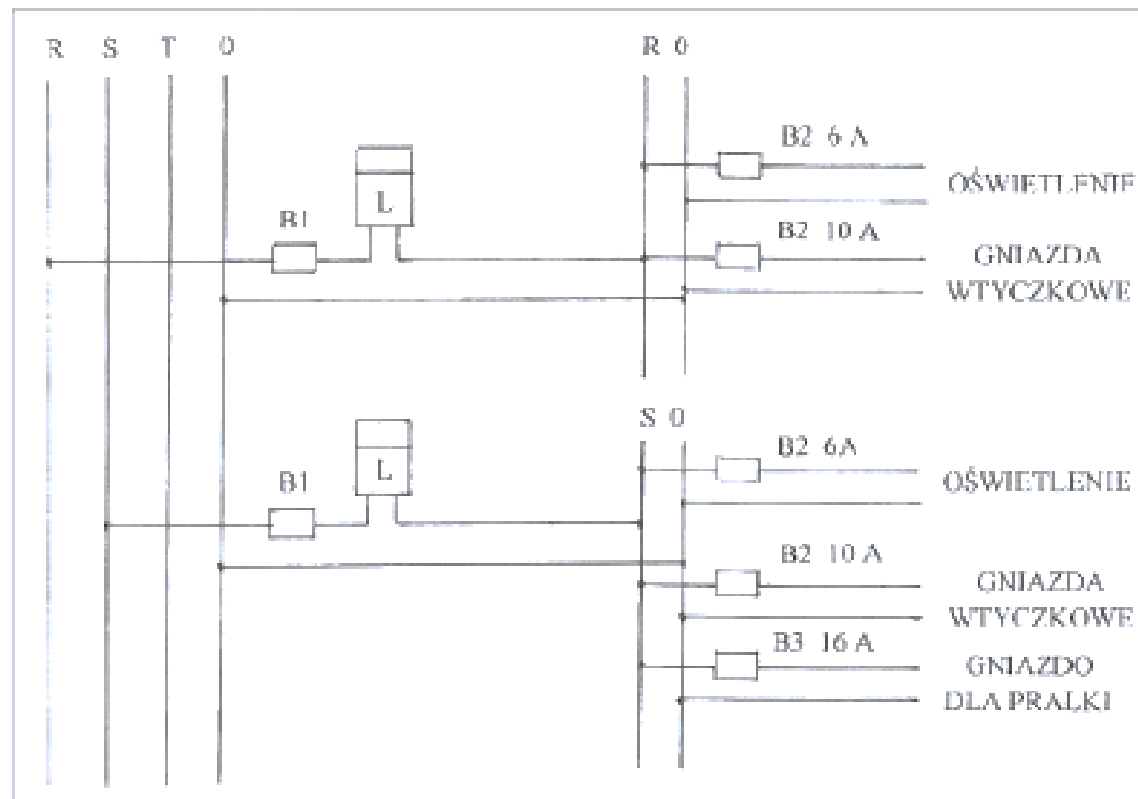 R S T 0
R 0
B2 6 A
OŚWIETLENIE
L
B1
B2 10 A
GNIAZDA
WTYCZKOWE
S 0
B2 6A
L
B1
OŚWIETLENIE
B2 10 A
GNIAZDA
WTYCZKOWE
B3 16 A
GNIAZDO
DLA PRALKI